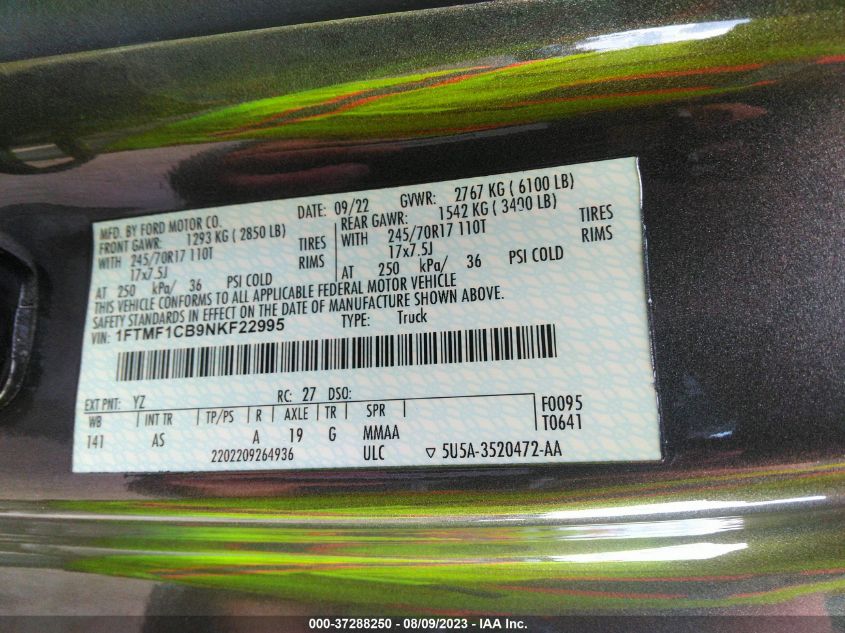 MFD. BY FORD MOTOR CO.
DATE: 09/22 GVWR: 2767 KG ( 6100 LB)
FRONT GAWR: 1293 KG ( 2850 LB)
WITH 245/70R17 110T TIRES
17x7.5J RIMS
AT 250 kPa/ 36 PSI COLD
REAR GAWR: 1542 KG ( 3400 LB)
WITH 245/70R17 110T TIRES
17x7.5J RIMS
AT 250 kPa/ 36 PSI COLD
THIS VEHICLE CONFORMS TO ALL APPLICABLE FEDERAL MOTOR VEHICLE
SAFETY STANDARDS IN EFFECT ON THE DATE OF MANUFACTURE SHOWN ABOVE.
VIN: 1FTMF1CB9NKF22995 TYPE: Truck
EXT PNT: YZ RC: 27 DSO:
WB INT TR TP/PS R AXLE TR SPR
141 AS A 19 G MMAA
F0095
T0641
2202209264936 ULC ▽ 5U5A-3520472-AA
000-37288250 - 08/09/2023 - IAA Inc.